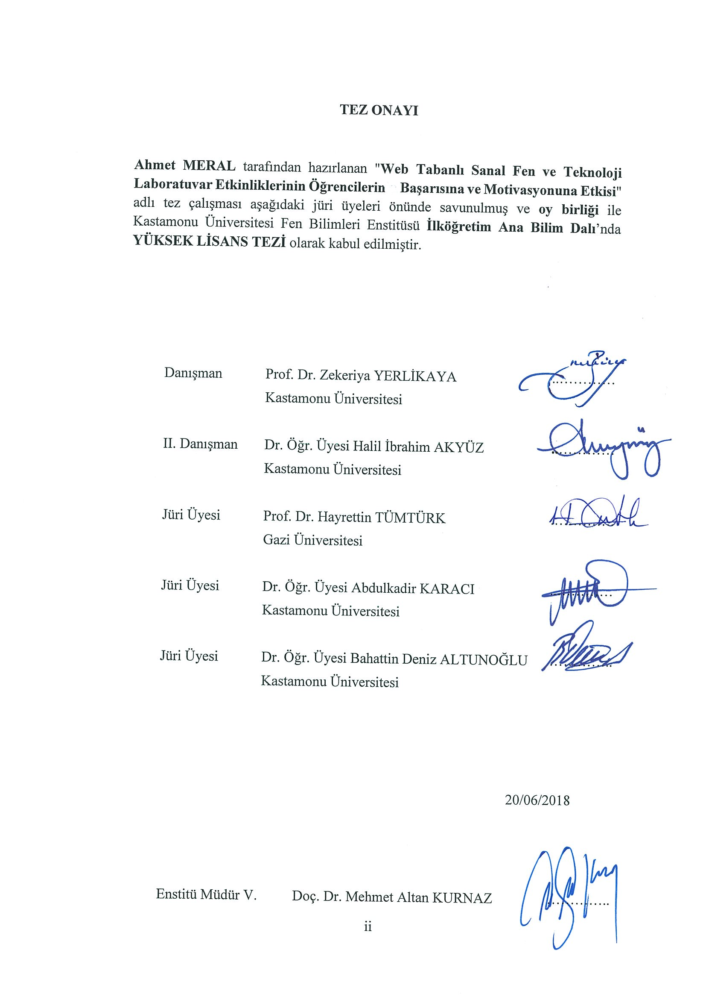 TEZ ONAYI
Ahmet MERAL tarafından hazırlanan "Web Tabanlı Sanal Fen ve Teknoloji
Laboratuvar Etkinliklerinin Öğrencilerin Başarısına ve Motivasyonuna Etkisi"
adlı tez çalışması aşağıdaki jüri üyeleri önünde savunulmuş ve oy birliği ile
Kastamonu Üniversitesi Fen Bilimleri Enstitüsü İlköğretim Ana Bilim Dalı'nda
YÜKSEK LİSANS TEZİ olarak kabul edilmiştir.
Danışman Prof. Dr. Zekeriya YERLİKAYA ..............
Kastamonu Üniversitesi
II. Danışman Dr. Öğr. Üyesi Halil İbrahim AKYÜZ ..............
Kastamonu Üniversitesi
Jüri Üyesi Prof. Dr. Hayrettin TÜMTÜRK ..............
Gazi Üniversitesi
Jüri Üyesi Dr. Öğr. Üyesi Abdulkadir KARACI ..............
Kastamonu Üniversitesi
Jüri Üyesi Dr. Öğr. Üyesi Bahattin Deniz ALTUNOĞLU ..............
Kastamonu Üniversitesi
20/06/2018
Enstitü Müdür V. Doç. Dr. Mehmet Altan KURNAZ ..............
ii